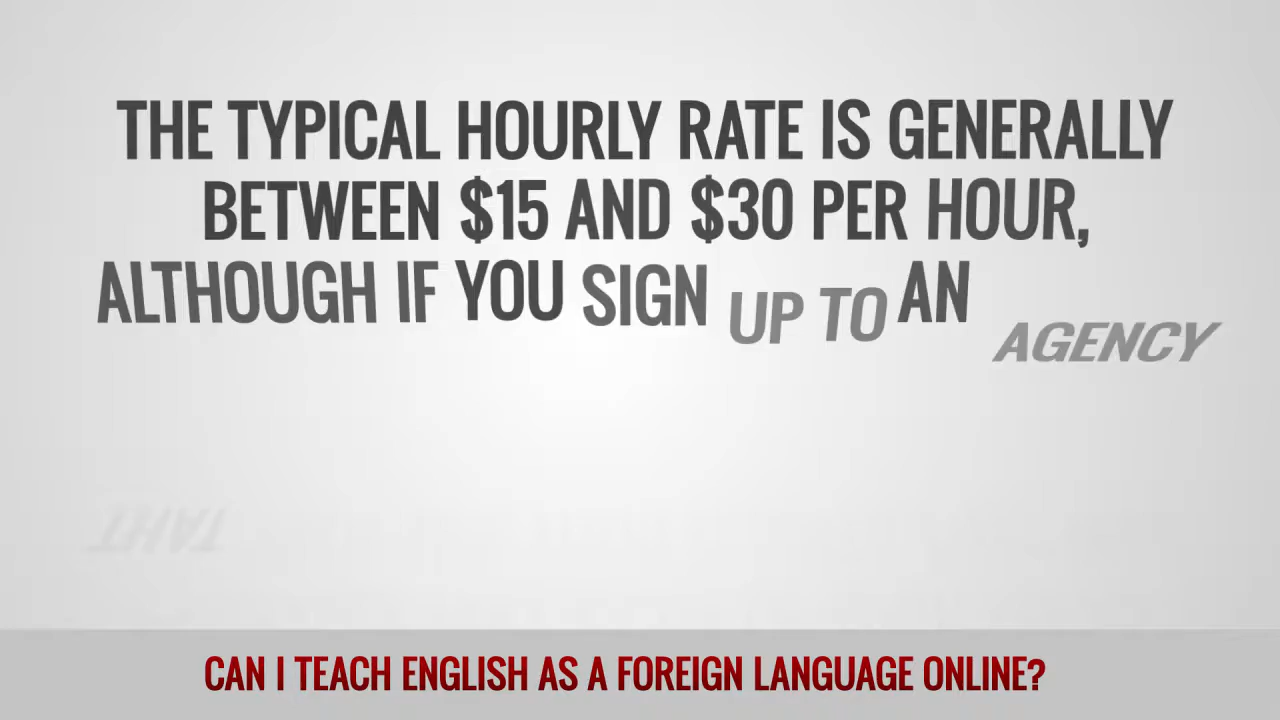 THE TYPICAL HOURLY RATE IS GENERALLY
BETWEEN $15 AND $30 PER HOUR,
ALTHOUGH IF YOU SIGN UP TO AN AGENCY
THAT
CAN I TEACH ENGLISH AS A FOREIGN LANGUAGE ONLINE?